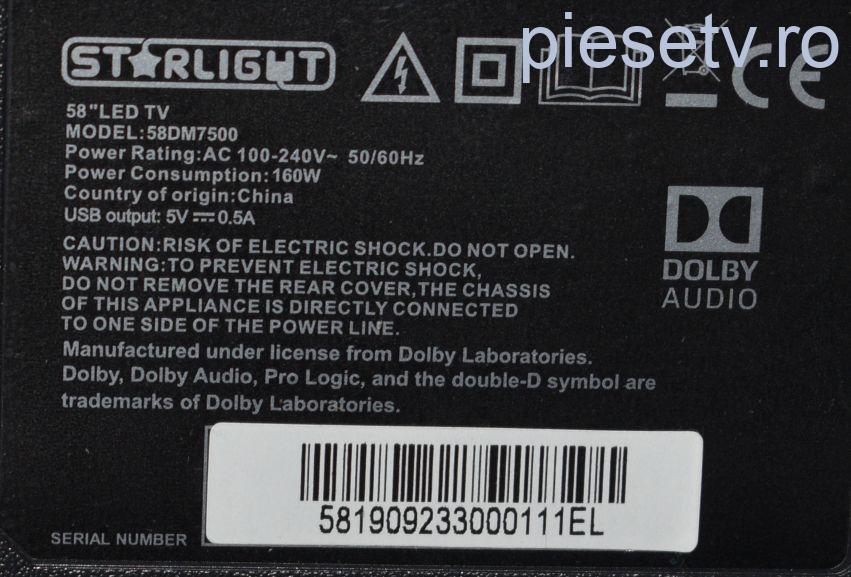 piesetv.ro
STARLIGHT
58"LED TV
MODEL:58DM7500
Power Rating:AC 100-240V~ 50/60Hz
Power Consumption:160W
Country of origin:China
USB output: 5V⎓0.5A
CE
CAUTION:RISK OF ELECTRIC SHOCK.DO NOT OPEN.
WARNING:TO PREVENT ELECTRIC SHOCK,
DO NOT REMOVE THE REAR COVER,THE CHASSIS
OF THIS APPLIANCE IS DIRECTLY CONNECTED
TO ONE SIDE OF THE POWER LINE.
DOLBY
AUDIO
Manufactured under license from Dolby Laboratories.
Dolby, Dolby Audio, Pro Logic, and the double-D symbol are
trademarks of Dolby Laboratories.
581909233000111EL
SERIAL NUMBER